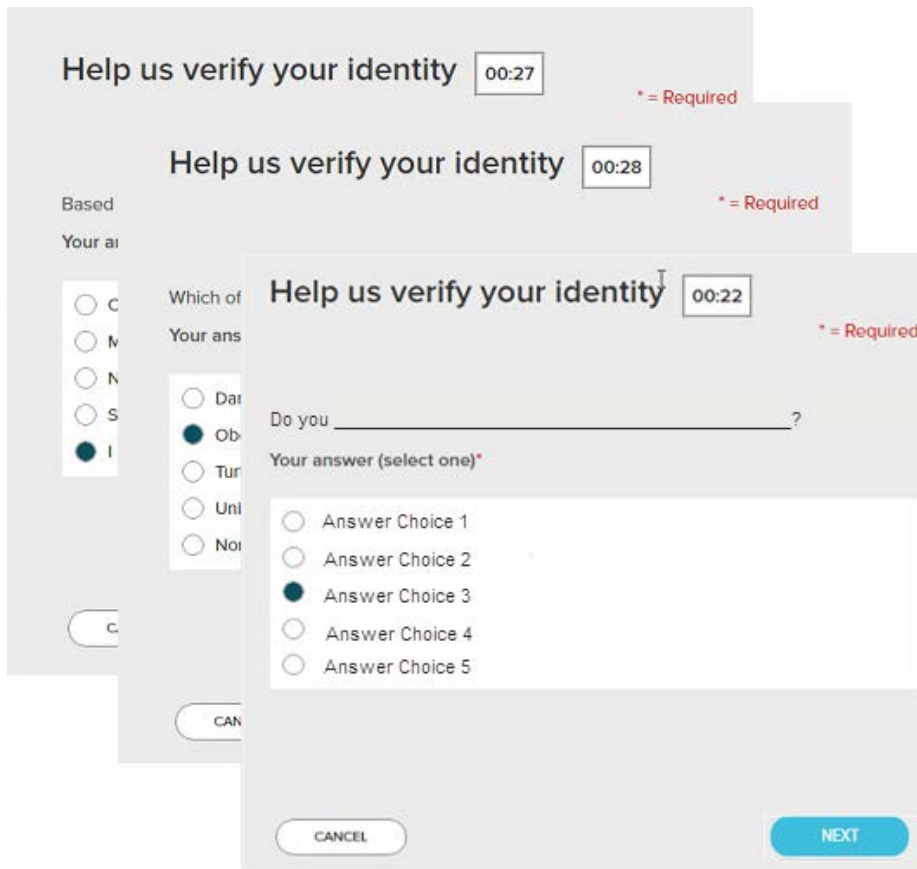 Help us verify your identity 00:27
* = Required
Based
Your
CA
Help us verify your identity 00:28
* = Required
Which of
Your ans
Dar
Ob
Tur
Uni
Nor
CAN
Help us verify your identity 00:22
* = Required
Do you ?
Your answer (select one)*
Answer Choice 1
Answer Choice 2
Answer Choice 3
Answer Choice 4
Answer Choice 5
CANCEL
NEXT